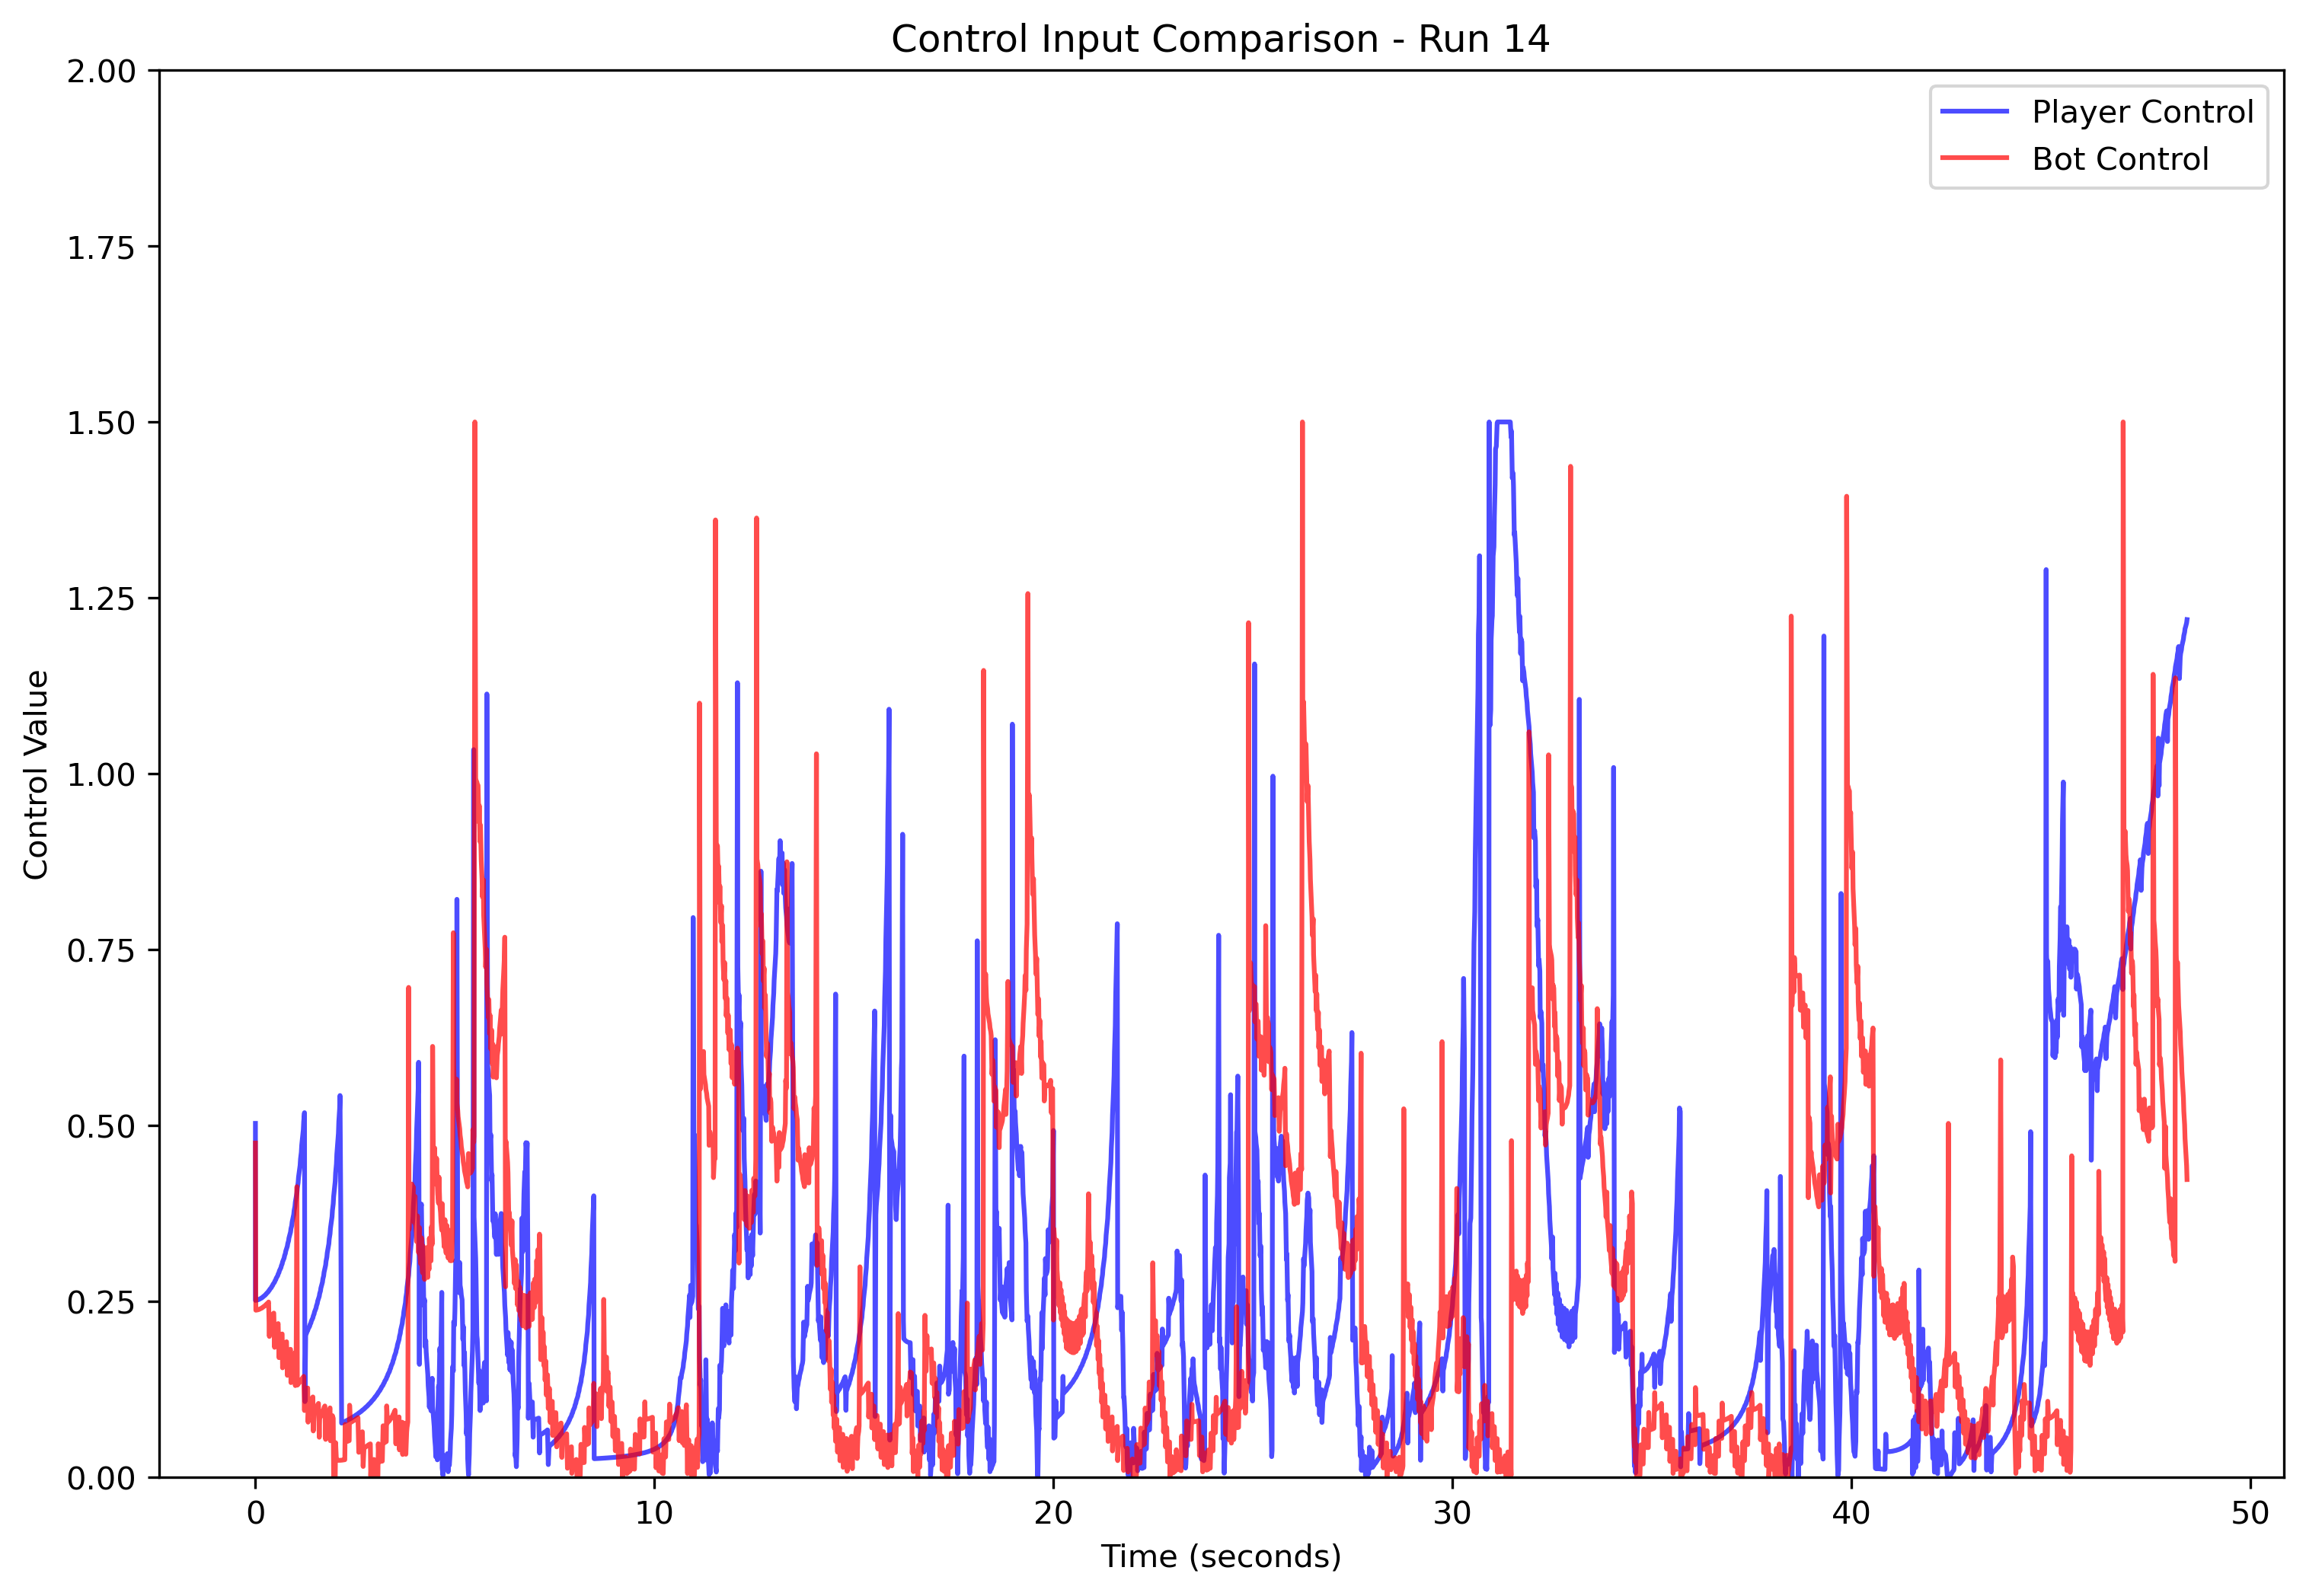 Control Input Comparison - Run 14
Player Control
Bot Control
Control Value
2.00
1.75
1.50
1.25
1.00
0.75
0.50
0.25
0.00
0 10 20 30 40 50
Time (seconds)